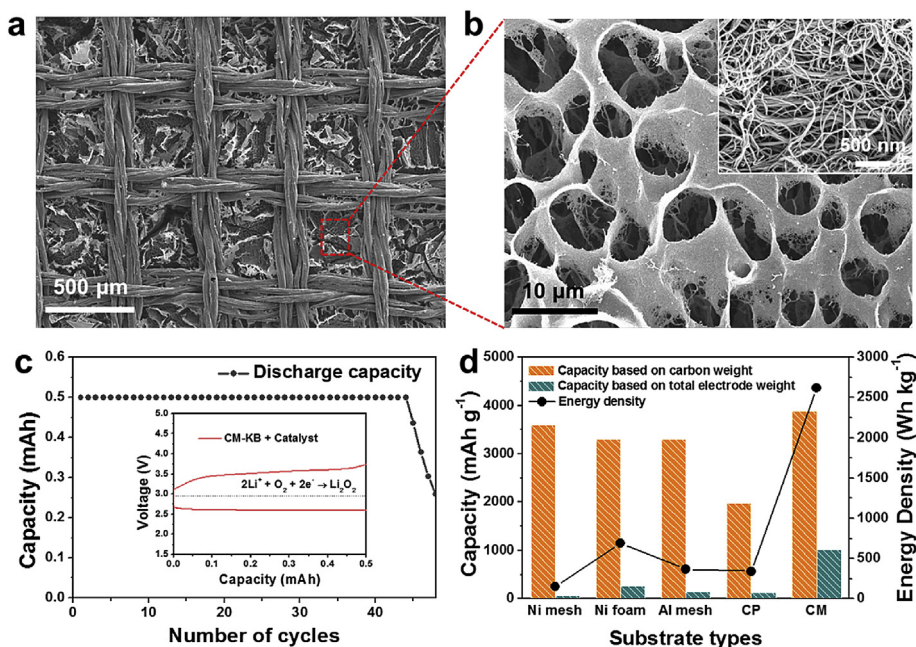 a
500 µm
b
500 nm
10 µm
c
Capacity (mAh)
0.6
0.5
0.4
0.3
0.2
0.1
0.0
0
10
20
30
40
Number of cycles
Discharge capacity
CM-KB + Catalyst
2Li⁺ + O₂ + 2e⁻ → Li₂O₂
Voltage (V)
4.5
4.0
3.5
3.0
2.5
2.0
1.5
0.0
0.1
0.2
0.3
0.4
0.5
Capacity (mAh)
d
Capacity (mAh g⁻¹)
5000
4000
3000
2000
1000
0
Capacity based on carbon weight
Capacity based on total electrode weight
Energy density
3000
2500
2000
1500
1000
500
0
Energy Density (Wh kg⁻¹)
Ni mesh
Ni foam
Al mesh
CP
CM
Substrate types